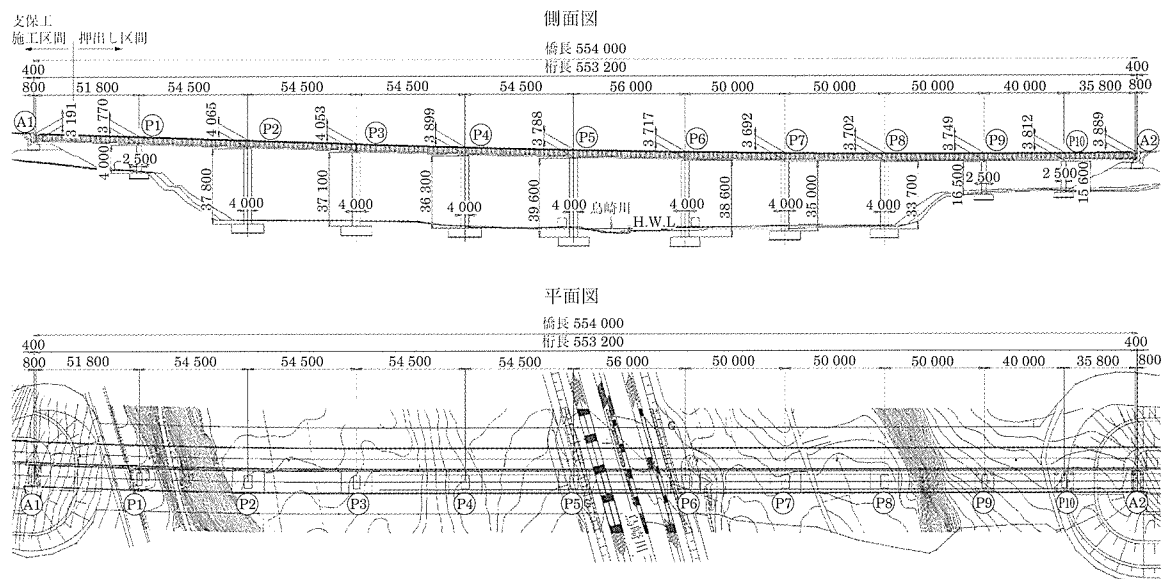 側面図
支保工
施工区間 押出し区間
橋長 554 000
400 桁長 553 200 400
800 51 800 54 500 54 500 54 500 54 500 56 000 50 000 50 000 50 000 40 000 35 800 800
A1 3 191 3 770 P1 4 065 P2 4 053 P3 3 899 P4 3 788 P5 3 717 P6 3 692 P7 3 702 P8 3 749 P9 3 812 P10 3 889 A2
4 000 2 500 37 800 4 000 37 100 4 000 36 300 4 000 39 600 4 000 鳥崎川 H.W.L 4 000 38 600 4 000 35 000 4 000 33 700 16 500 2 500 2 500 15 600
平面図
橋長 554 000
400 桁長 553 200 400
800 51 800 54 500 54 500 54 500 54 500 56 000 50 000 50 000 50 000 40 000 35 800 800
A1 P1 P2 P3 P4 P5 P6 P7 P8 P9 P10 A2